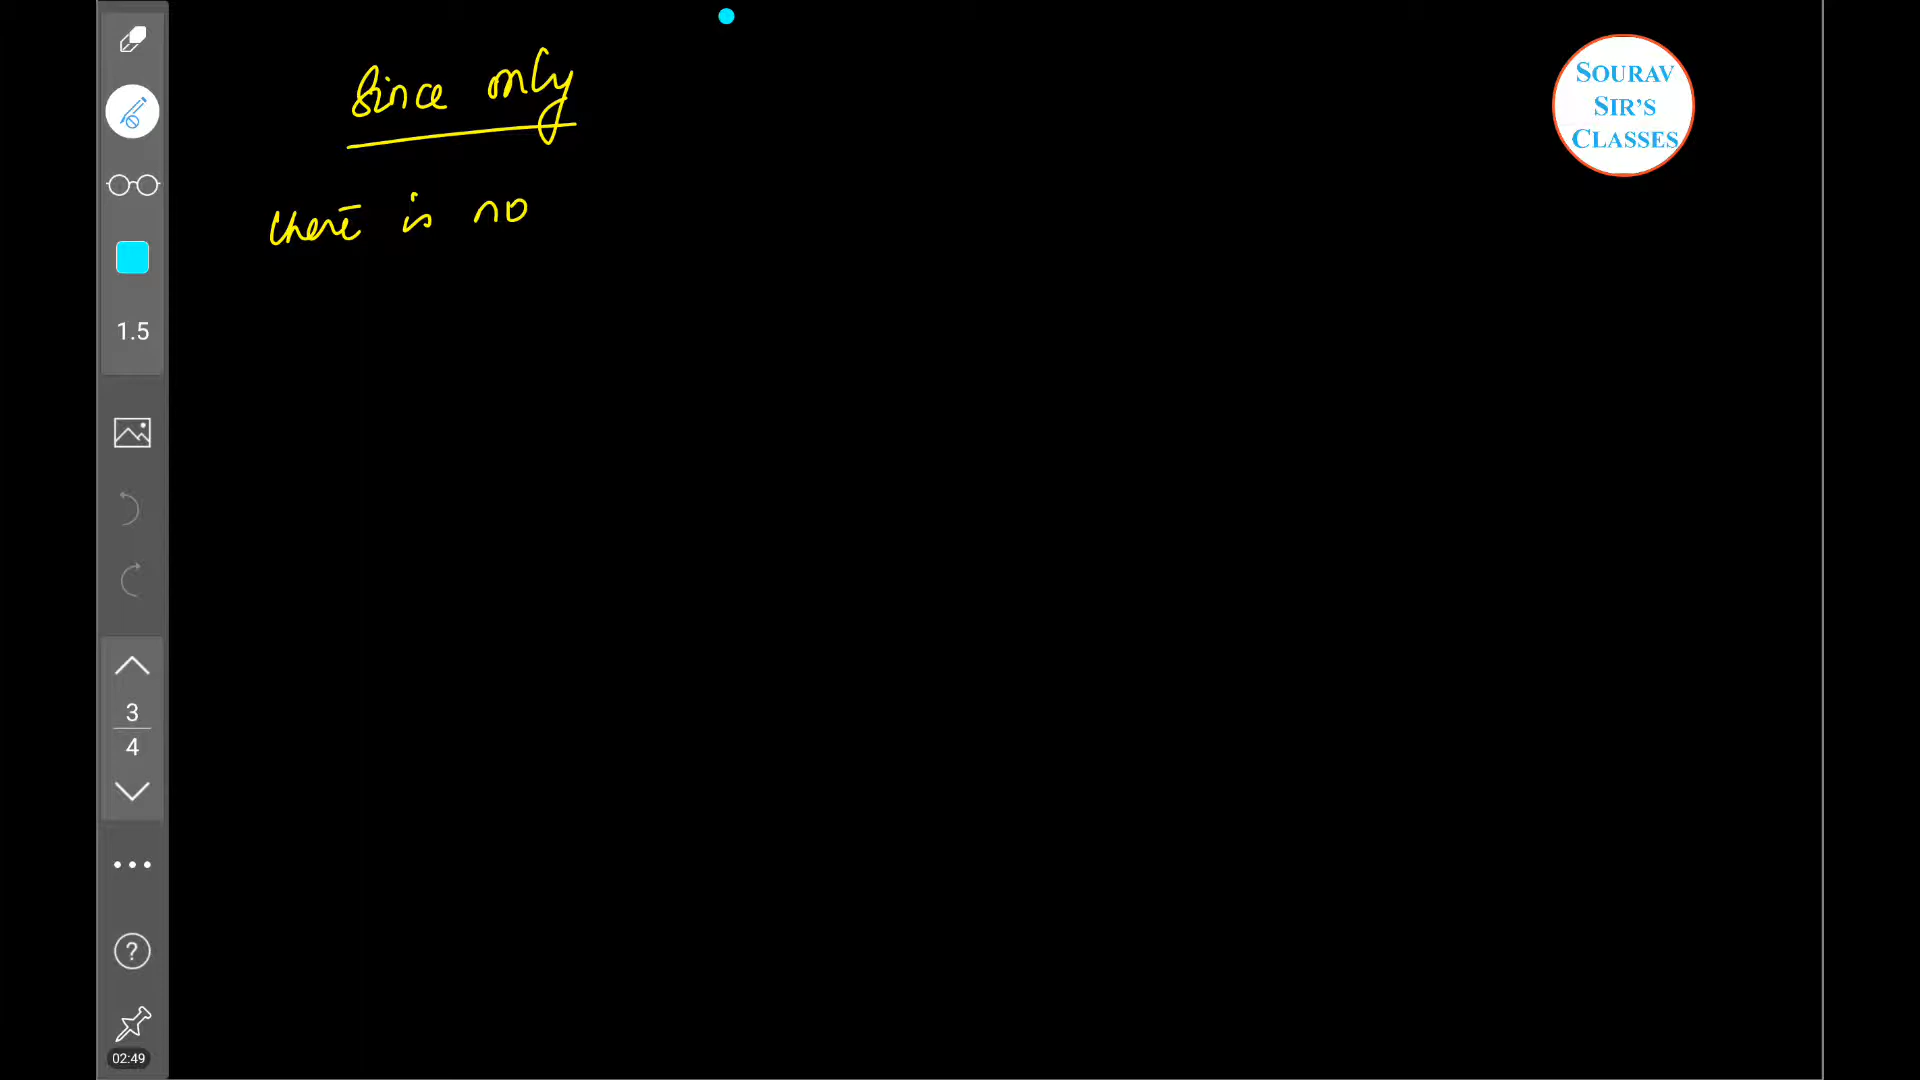 Since only
there is no
SOURAV
SIR'S
CLASSES
1.5
3
4
?
02:49